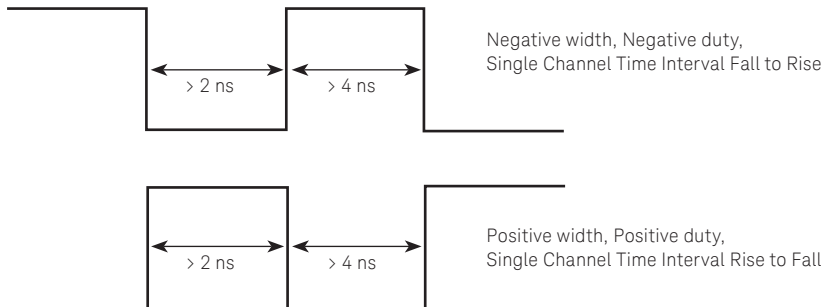 Negative width, Negative duty,
Single Channel Time Interval Fall to Rise
> 2 ns
> 4 ns
Positive width, Positive duty,
Single Channel Time Interval Rise to Fall
> 2 ns
> 4 ns